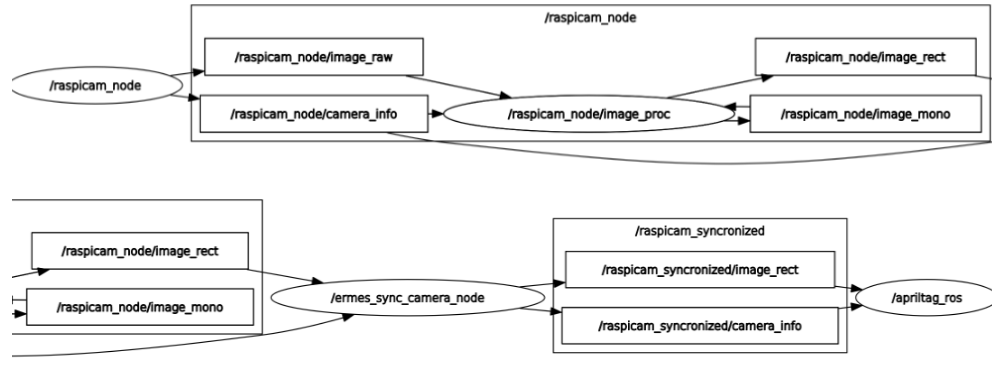 /raspicam_node
/raspicam_node
/raspicam_node/image_raw
/raspicam_node/image_rect
/raspicam_node/camera_info
/raspicam_node/image_proc
/raspicam_node/image_mono
/raspicam_syncronized
/raspicam_node/image_rect
/raspicam_syncronized/image_rect
/raspicam_node/image_mono
/ermes_sync_camera_node
/apriltag_ros
/raspicam_syncronized/camera_info